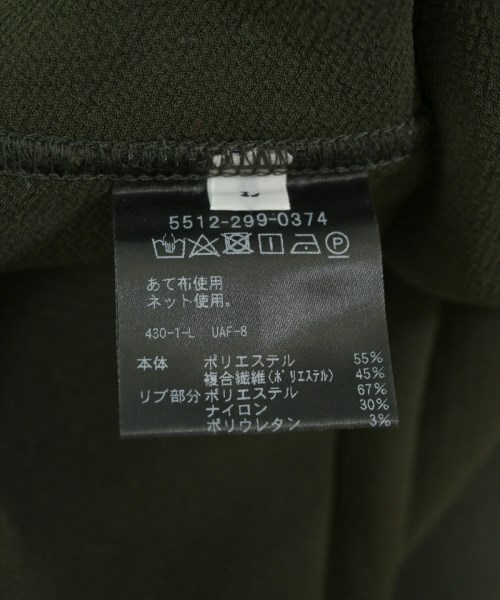 5512-299-0374
あて布使用
ネット使用。
430-1-L UAF-8
本体 ポリエステル 55%
複合繊維(ポリエステル) 45%
リブ部分 ポリエステル 67%
ナイロン 30%
ポリウレタン 3%